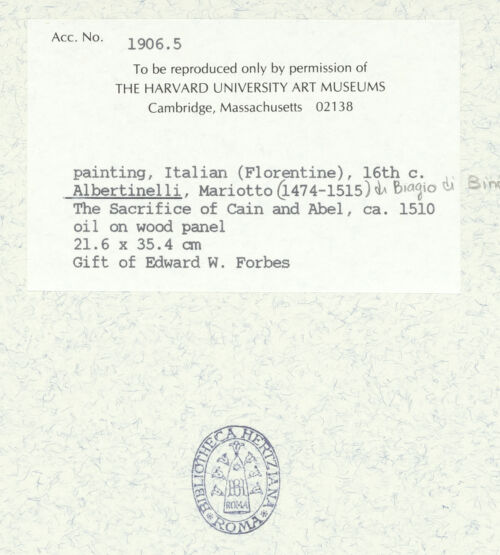 Acc. No. 1906.5
To be reproduced only by permission of
THE HARVARD UNIVERSITY ART MUSEUMS
Cambridge, Massachusetts 02138
painting, Italian (Florentine), 16th c.
Albertinelli, Mariotto (1474-1515) di Biagio di
The Sacrifice of Cain and Abel, ca. 1510
oil on wood panel
21.6 x 35.4 cm
Gift of Edward W. Forbes
BIBLIOTHECA HERTZIANA
ROMA
ROMA